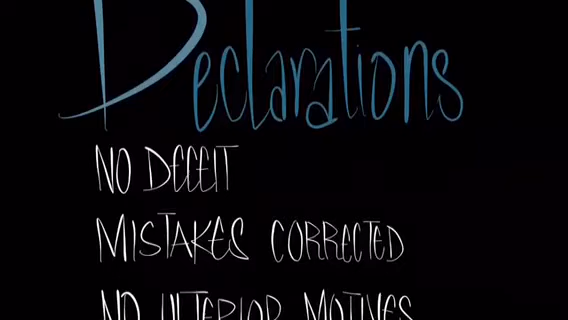 Declarations
NO DECEIT
MISTAKES CORRECTED
NO ULTERIOR MOTIVES